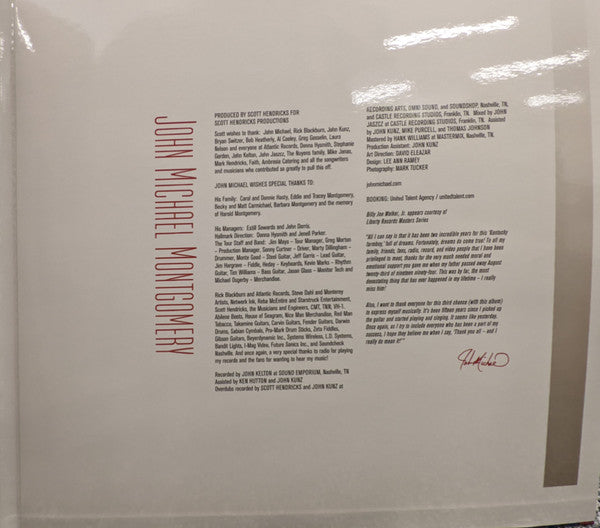 JOHN MICHAEL MONTGOMERY
PRODUCED BY SCOTT HENDRICKS FOR
SCOTT HENDRICKS PRODUCTIONS
Scott wishes to thank: John Michael, Rick Blackburn, John Kunz,
Bryan Switzer, Bob Heatherly, Al Cooley, Greg Gosselin, Laura
Nelson and everyone at Atlantic Records, Donna Hysmith, Stephanie
Gordon, John Kelton, John Jaszcz, The Nuyens family, Mike Janas,
Mark Hendricks, Faith, Ambrosia Catering and all the songwriters
and musicians who contributed so greatly to pull this off.
JOHN MICHAEL WISHES SPECIAL THANKS TO:
His Family: Carol and Dennie Hasty, Eddie and Tracey Montgomery,
Becky and Matt Carmichael, Barbara Montgomery and the memory
of Harold Montgomery.
His Managers: Estill Sowards and John Dorris,
Hallmark Direction: Donna Hysmith and Jenell Parker.
The Tour Staff and Band: Jim Mayo - Tour Manager, Greg Morton
- Production Manager, Sonny Cartner - Driver, Marty Dillingham -
Drummer, Monte Good - Steel Guitar, Jeff Garris - Lead Guitar,
Jim Hargrove - Fiddle, Keday - Keyboards, Kevin Marks - Rhythm
Guitar, Tim Williams - Bass Guitar, Jason Glass - Monitor Tech and
Michael Ogarby - Merchandise.
Rick Blackburn and Atlantic Records, Steve Dahl and Monterey
Artists, Network Ink, Reba McEntire and Starstruck Entertainment,
Scott Hendricks, the Musicians and Engineers, CMT, TNN, VH-1,
Abilene Boots, House of Seagram, Nice Man Merchandise, Red Man
Tobacco, Takamine Guitars, Carvin Guitars, Fender Guitars, Darwin
Drums, Sabian Cymbals, Pro-Mark Drum Sticks, Zeta Fiddles,
Gibson Guitars, Beyerdynamic Inc., Systems Wireless, L.D. Systems,
Bandit Lights, I-Mag Video, Future Sonics Inc., and Soundcheck
Nashville. And once again, a very special thanks to radio for playing
my records and the fans for wanting to hear my music!
Recorded by JOHN KELTON at SOUND EMPORIUM, Nashville, TN
Assisted by KEN HUTTON and JOHN KUNZ
Overdubs recorded by SCOTT HENDRICKS and JOHN KUNZ at
RECORDING ARTS, OMNI SOUND, and SOUNDSHOP, Nashville, TN,
and CASTLE RECORDING STUDIOS, Franklin, TN. Mixed by JOHN
JASZCZ at CASTLE RECORDING STUDIOS, Franklin, TN. Assisted
by JOHN KUNZ, MIKE PURCELL, and THOMAS JOHNSON
Mastered by HANK WILLIAMS at MASTERMIX, Nashville, TN.
Production Assistant: JOHN KUNZ
Art Direction: DAVID ELEAZAR
Design: LEE ANN RAMEY
Photography: MARK TUCKER
johnmichael.com
BOOKING: United Talent Agency / unitedtalent.com
Billy Joe Walker, Jr. appears courtesy of
Liberty Records Masters Series
"All I can say is that it has been two incredible years for this 'Kentucky
farmboy,' full of dreams. Fortunately, dreams do come true! To all my
family, friends, fans, radio, record, and video people that I have been
privileged to meet, thanks for the very much needed moral and
emotional support you gave me when my father passed away August
twenty-third of nineteen ninety-four. This was by far, the most
devastating thing that has ever happened in my lifetime - I really
miss him!
Also, I want to thank everyone for this third chance (with this album)
to express myself musically. It's been fifteen years since I picked up
the guitar and started playing and singing. It seems like yesterday.
Once again, as I try to include everyone who has been a part of my
success, I hope they believe me when I say, 'Thank you all - and I
really do mean it!'"
John Michael